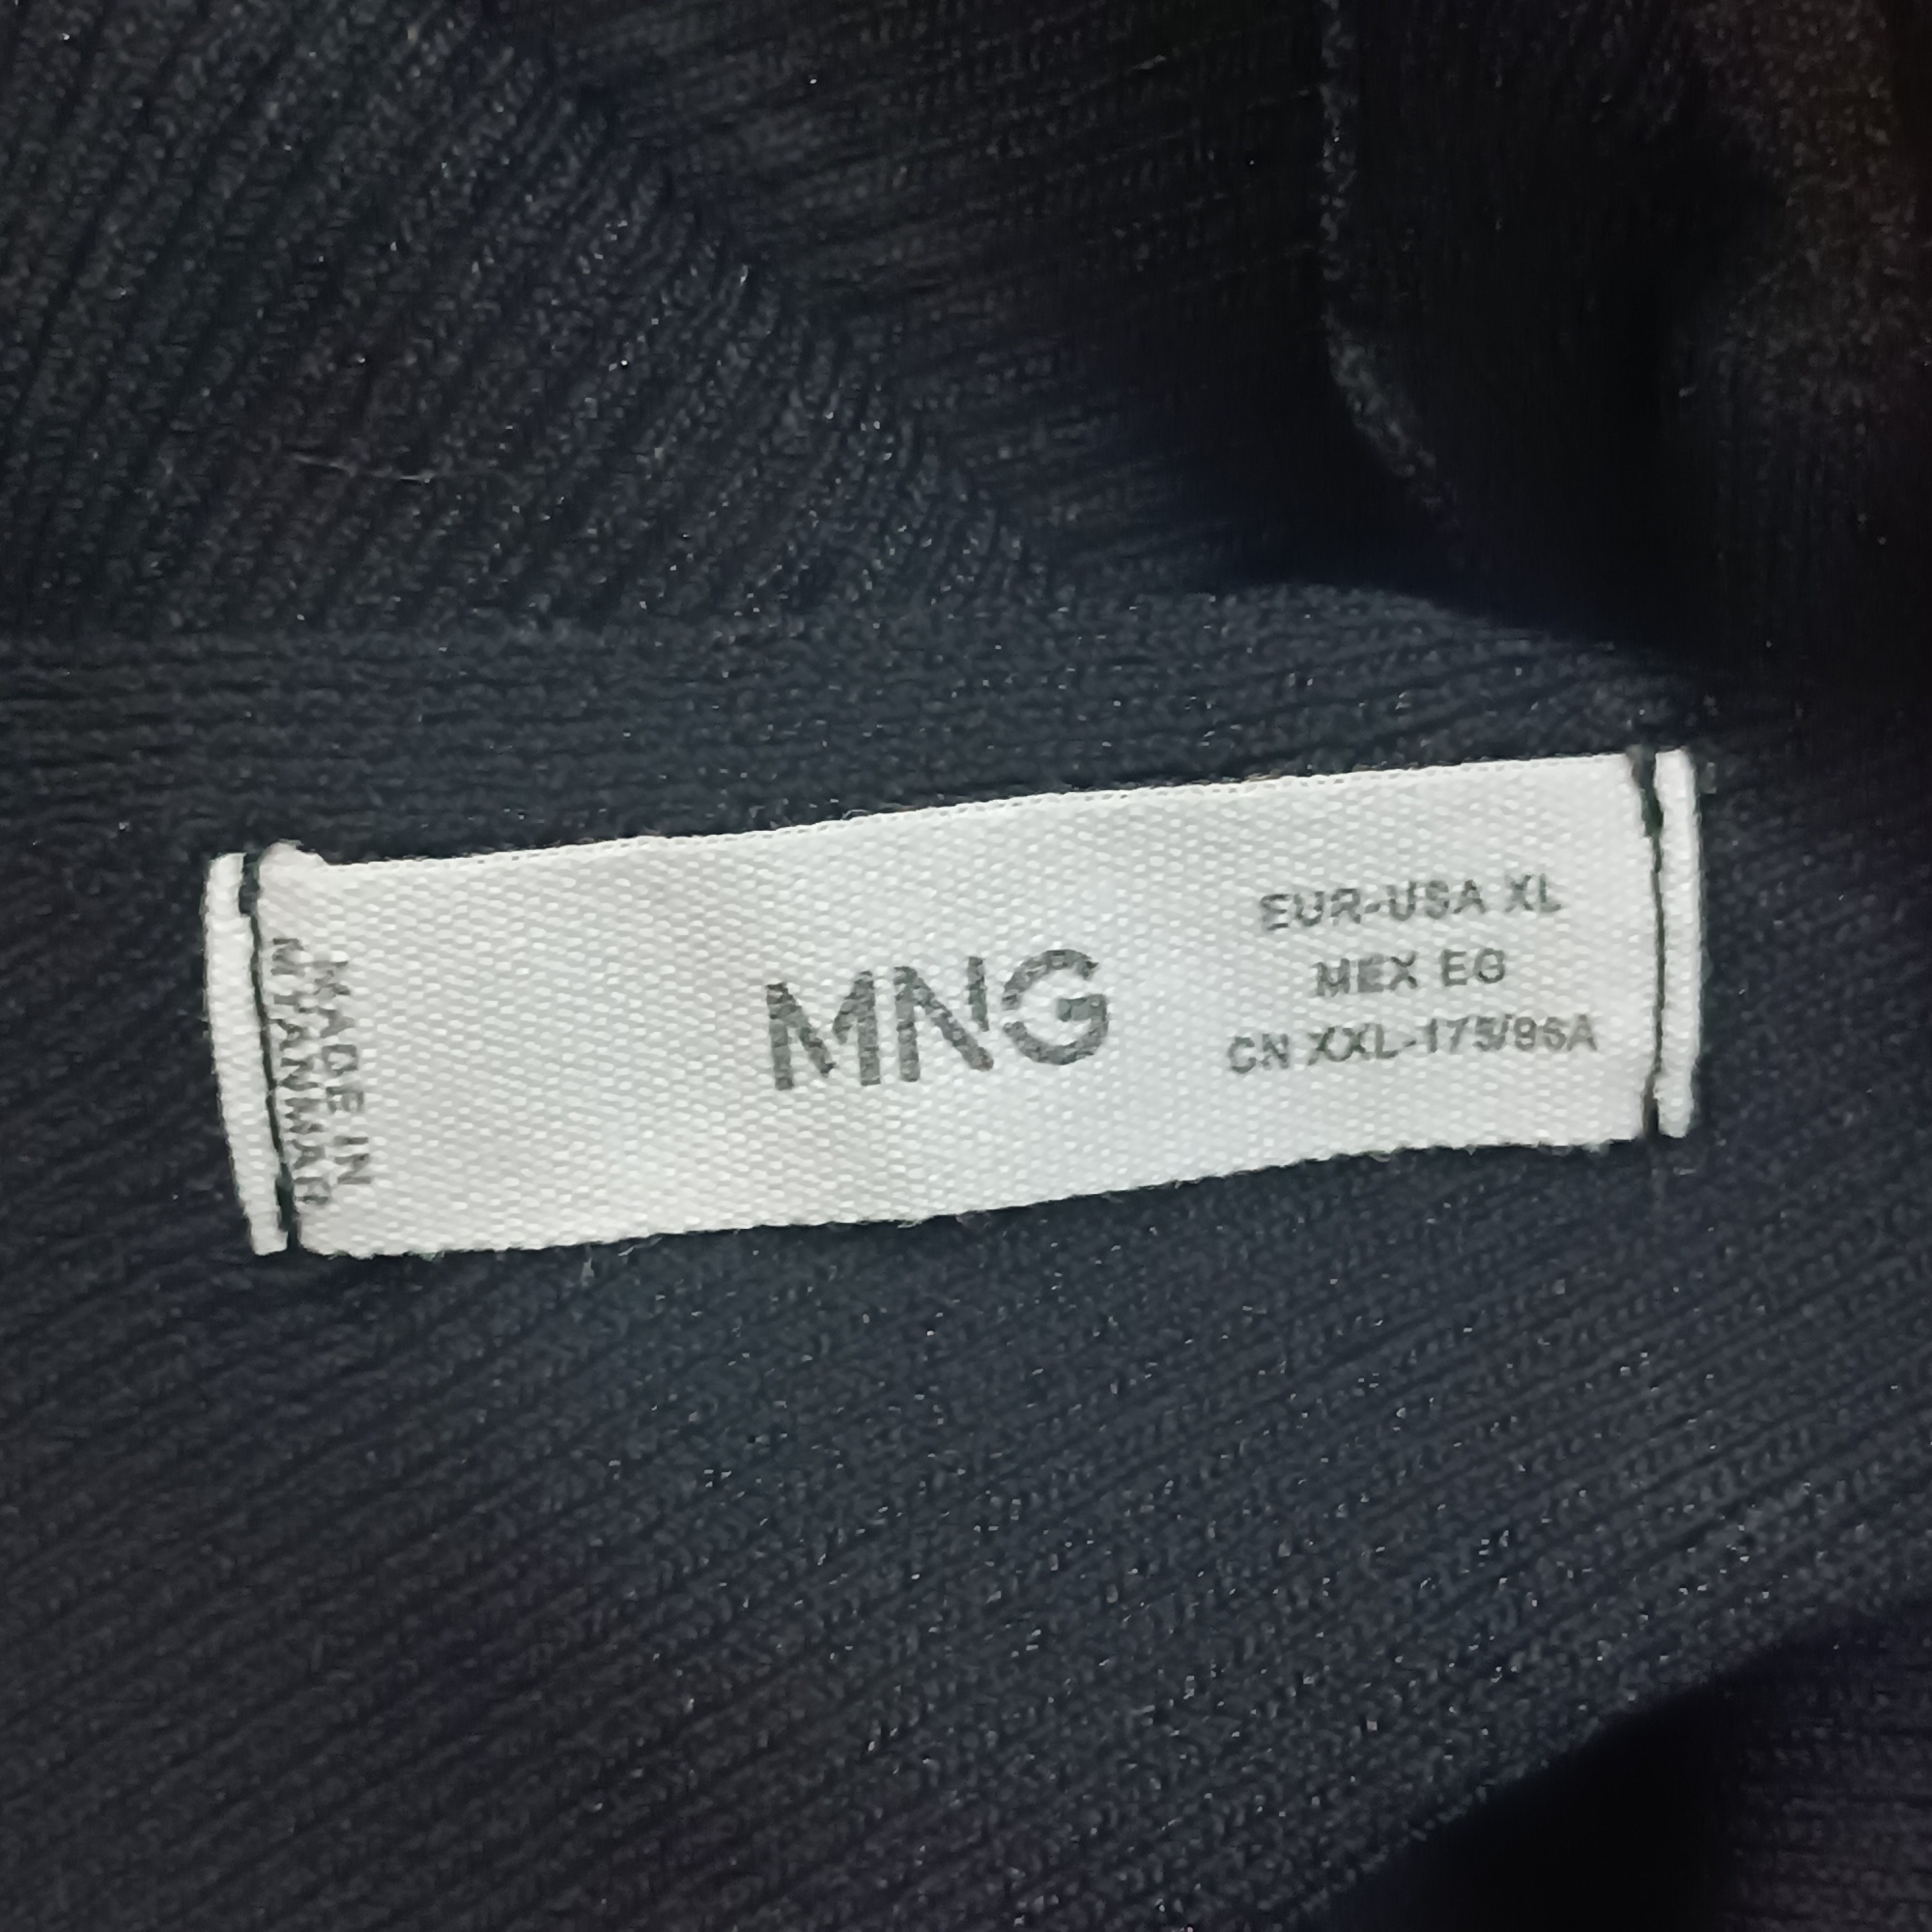 MADE IN
MYANMAR
MNG
EUR-USA XL
MEX EG
CN XXL-175/96A